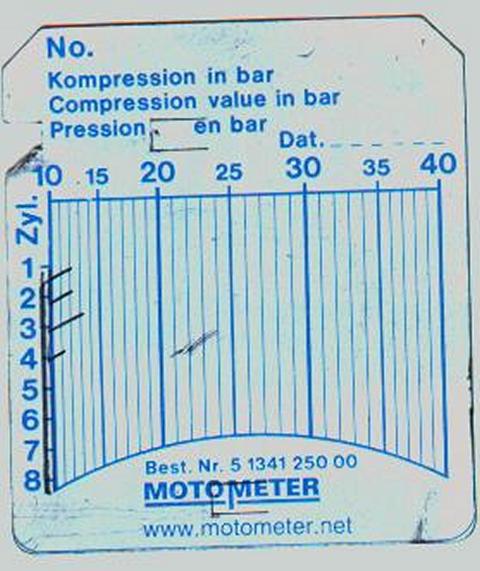 No.
Kompression in bar
Compression value in bar
Pression en bar
Dat.
10 15 20 25 30 35 40
Zyl.
1
2
3
4
5
6
7
8
Best. Nr. 5 1341 250 00
MOTOMETER
www.motometer.net